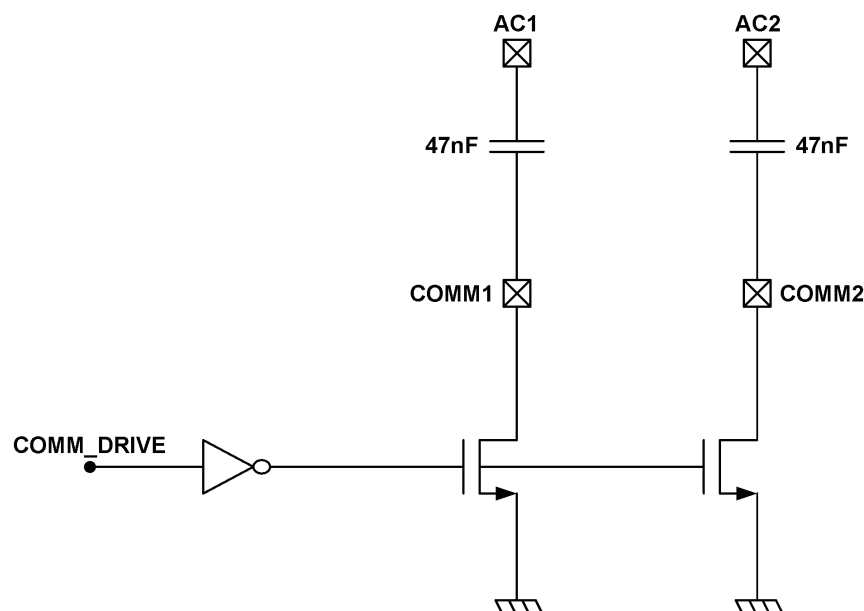 AC1
AC2
47nF
47nF
COMM1
COMM2
COMM_DRIVE